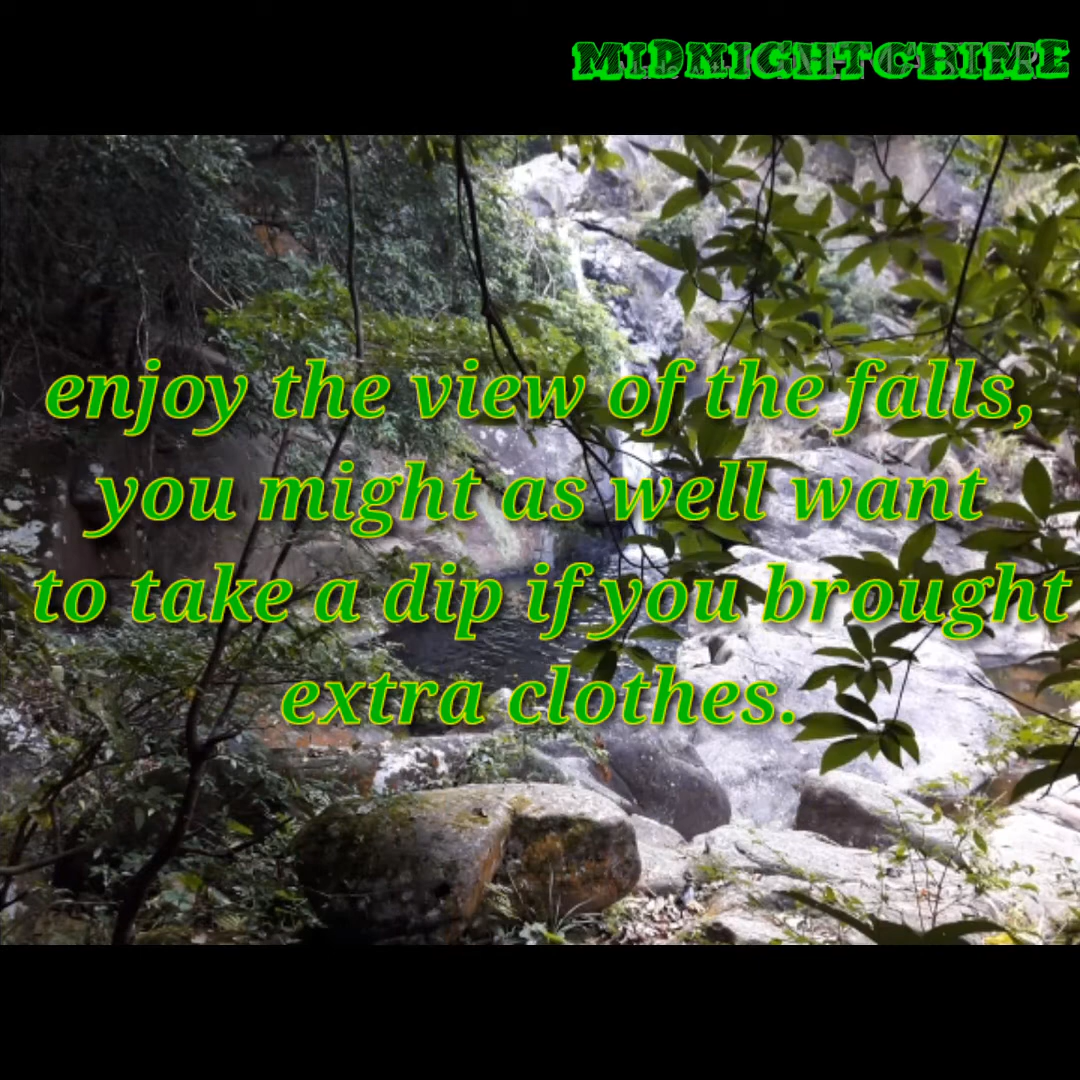 MIDNIGHTCHIME
enjoy the view of the falls,
you might as well want
to take a dip if you brought
extra clothes.